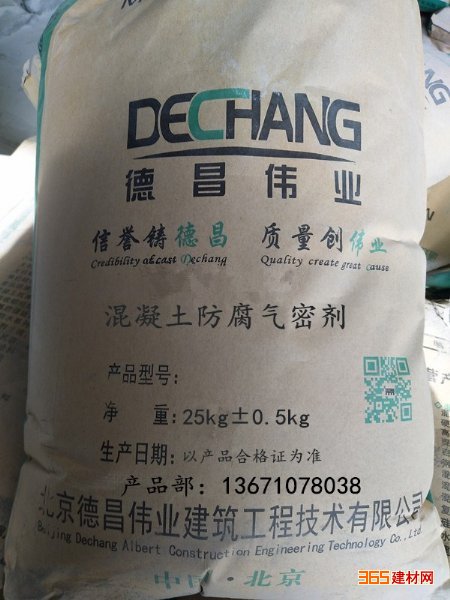 DECHANG
德昌伟业
信誉铸德昌 质量创伟业
Credibility of cast Dechang Quality create great cause
混凝土防腐气密剂
产品型号:
净 重:25kg±0.5kg
生产日期:以产品合格证为准
产品部:13671078038
北京德昌伟业建筑工程技术有限公司
Beijing Dechang Albert Construction Engineering Technology Co.,
中国·北京
365建材网